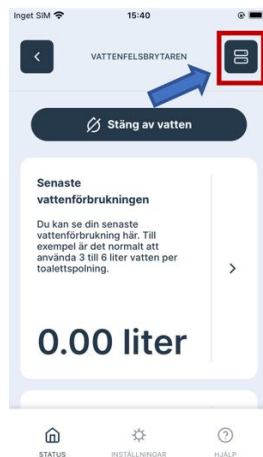 Inget SIM 15:40
VATTENFELSBRYTAREN
Stäng av vatten
Senaste
vattenförbrukningen
Du kan se din senaste
vattenförbrukning här. Till
exempel är det normalt att
använda 3 till 6 liter vatten per
toalettspolning.
0.00 liter
STATUS INSTÄLLNINGAR HJÄLP